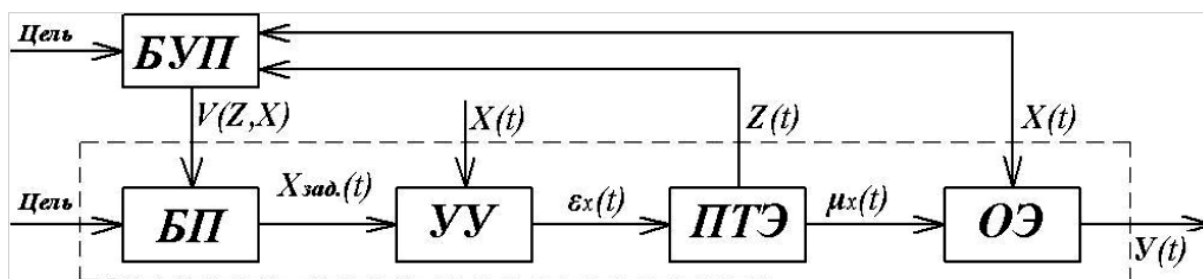 Цель
БУП
V(Z,X)
X(t)
Z(t)
X(t)
Цель
БП
Xзад.(t)
УУ
εx(t)
ПТЭ
μx(t)
ОЭ
У(t)